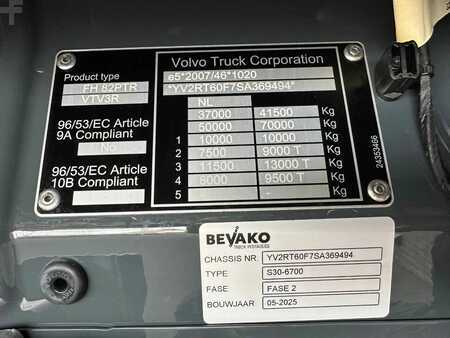 Volvo Truck Corporation
e5*2007/46*1020
*YV2RT60F7SA369494*
Product type
FH 82PTR
VTV3R
NL
37000 41500 Kg
50000 70000 Kg
96/53/EC Article
9A Compliant
No
1 10000 10000 Kg
2 7500 9000 T Kg
3 11500 13000 T Kg
96/53/EC Article
10B Compliant
4 8000 9500 T Kg
5 Kg
24353466
BEVAKO
TRUCK
CHASSIS NR. YV2RT60F7SA369494
TYPE S30-6700
FASE FASE 2
BOUWJAAR 05-2025